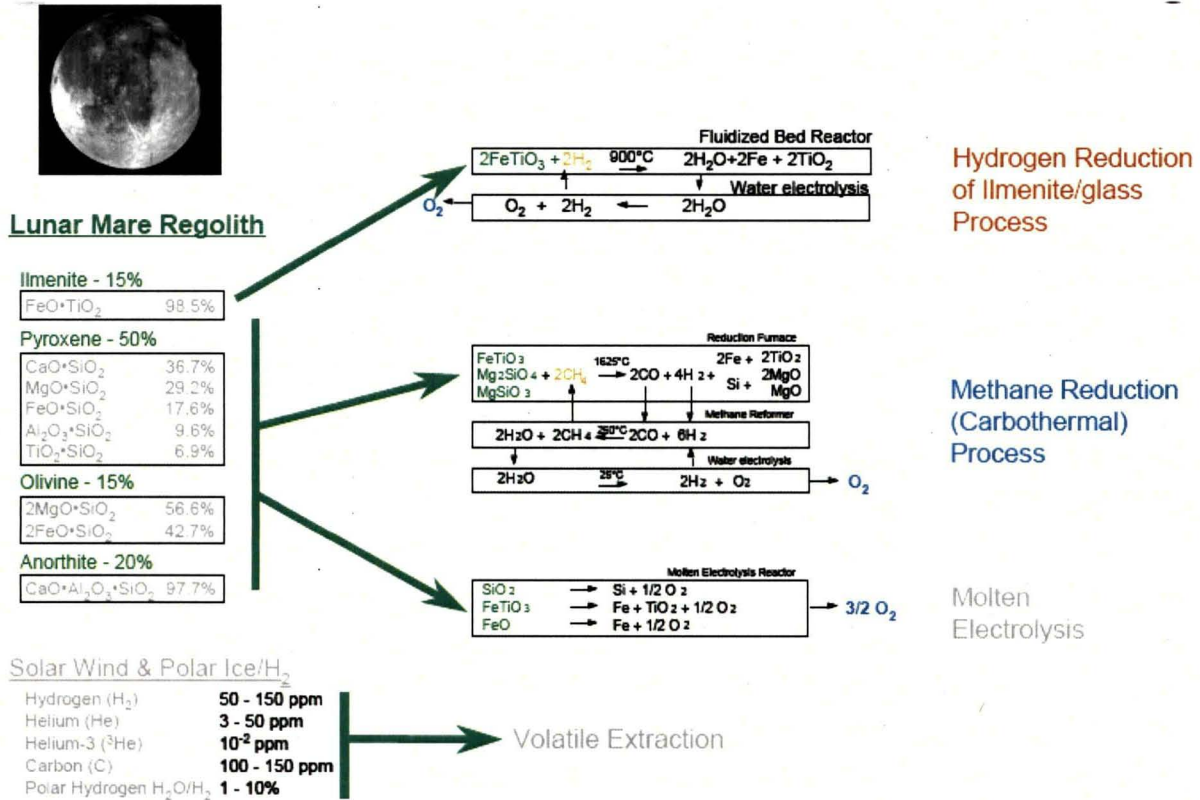 Lunar Mare Regolith
Ilmenite - 15%
FeO•TiO₂ 98.5%
Pyroxene - 50%
CaO•SiO₂ 36.7%
MgO•SiO₂ 29.2%
FeO•SiO₂ 17.6%
Al₂O₃•SiO₂ 9.6%
TiO₂•SiO₂ 6.9%
Olivine - 15%
2MgO•SiO₂ 56.6%
2FeO•SiO₂ 42.7%
Anorthite - 20%
CaO•Al₂O₃•SiO₂ 97.7%
Solar Wind & Polar Ice/H₂
Hydrogen (H₂) 50 - 150 ppm
Helium (He) 3 - 50 ppm
Helium-3 (³He) 10⁻² ppm
Carbon (C) 100 - 150 ppm
Polar Hydrogen H₂O/H₂ 1 - 10%
Fluidized Bed Reactor
2FeTiO₃ + 2H₂ 900°C → 2H₂O+2Fe + 2TiO₂
Water electrolysis
O₂ ← O₂ + 2H₂ ← 2H₂O
Hydrogen Reduction
of Ilmenite/glass
Process
Reduction Furnace
FeTiO₃ 1625°C 2Fe + 2TiO₂
Mg₂SiO₄ + 2CH₄ → 2CO + 4H₂ + Si + 2MgO
MgSiO₃ MgO
Methane Reformer
2H₂O + 2CH₄ 250°C ← 2CO + 6H₂
Water electrolysis
2H₂O 25°C → 2H₂ + O₂ → O₂
Methane Reduction
(Carbothermal)
Process
Molten Electrolysis Reactor
SiO₂ → Si + 1/2 O₂
FeTiO₃ → Fe + TiO₂ + 1/2 O₂ → 3/2 O₂
FeO → Fe + 1/2 O₂
Molten
Electrolysis
Volatile Extraction